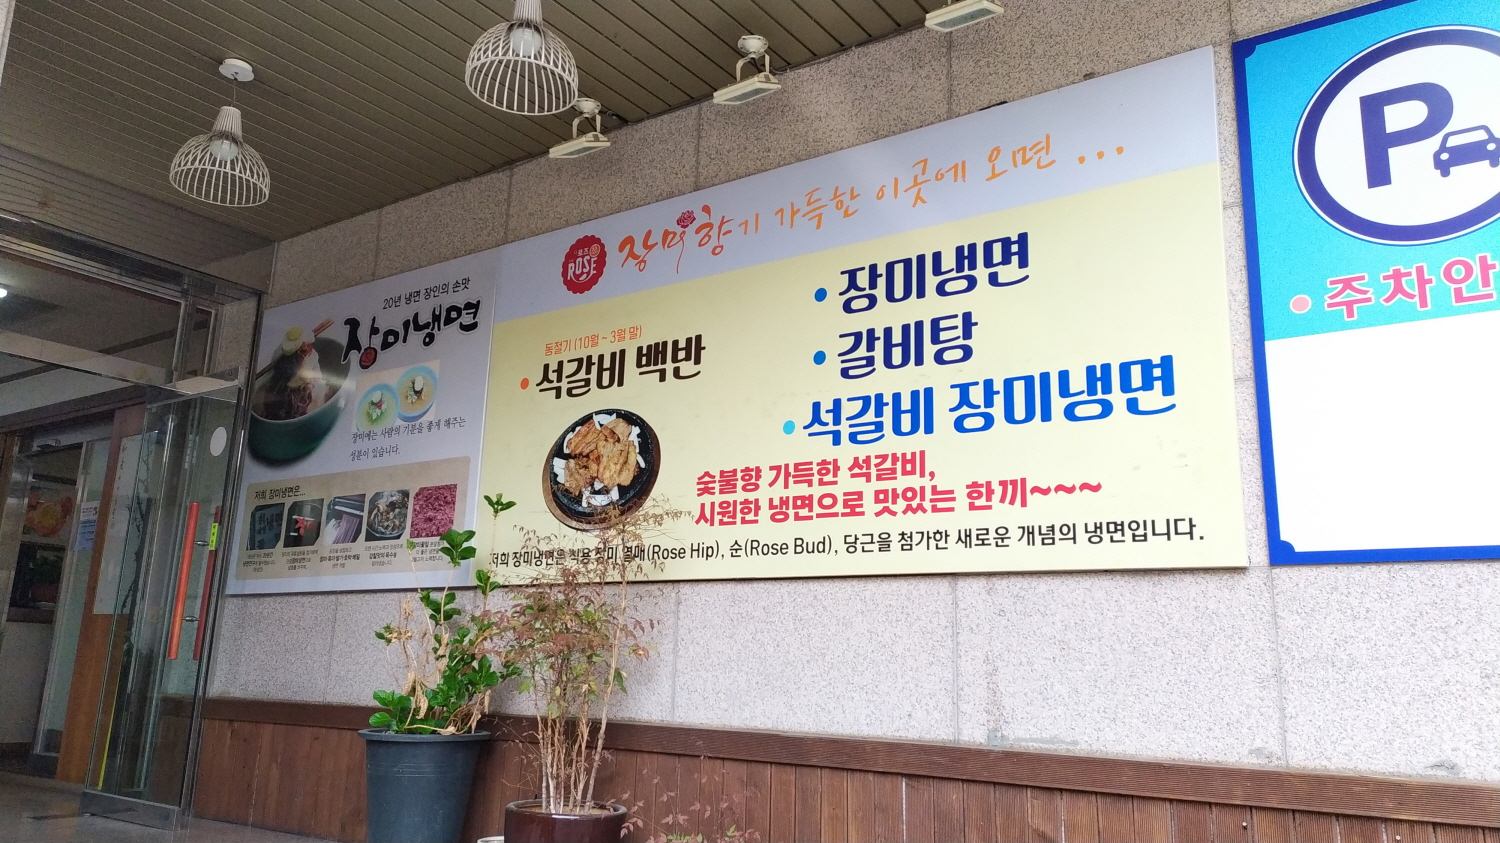 20년 냉면 장인의 손맛
장미냉면
장미에는 사람의 기분을 좋게 해주는
성분이 있습니다.
저희 장미냉면은...
로즈
ROSE
장미향기 가득한 이곳에 오면 ...
동절기 (10월 ~ 3월 말)
• 석갈비 백반
• 장미냉면
• 갈비탕
• 석갈비 장미냉면
숯불향 가득한 석갈비,
시원한 냉면으로 맛있는 한끼~~~
저희 장미냉면은 식용 장미 열매(Rose Hip), 순(Rose Bud), 당근을 첨가한 새로운 개념의 냉면입니다.
P
• 주차안